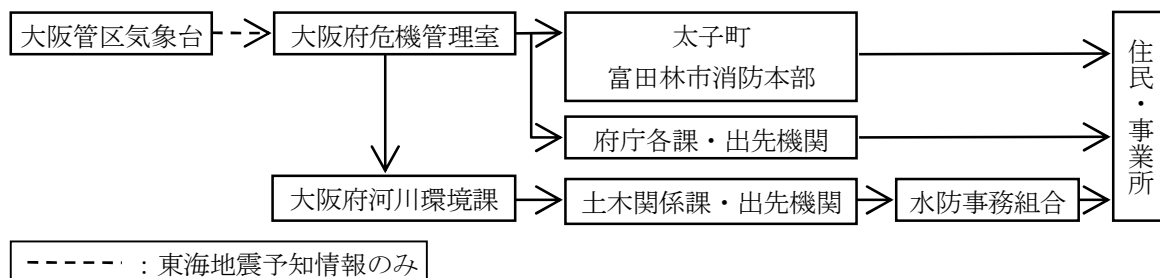 大阪管区気象台
大阪府危機管理室
太子町
富田林市消防本部
府庁各課・出先機関
大阪府河川環境課
土木関係課・出先機関
水防事務組合
住民・事業所
：東海地震予知情報のみ